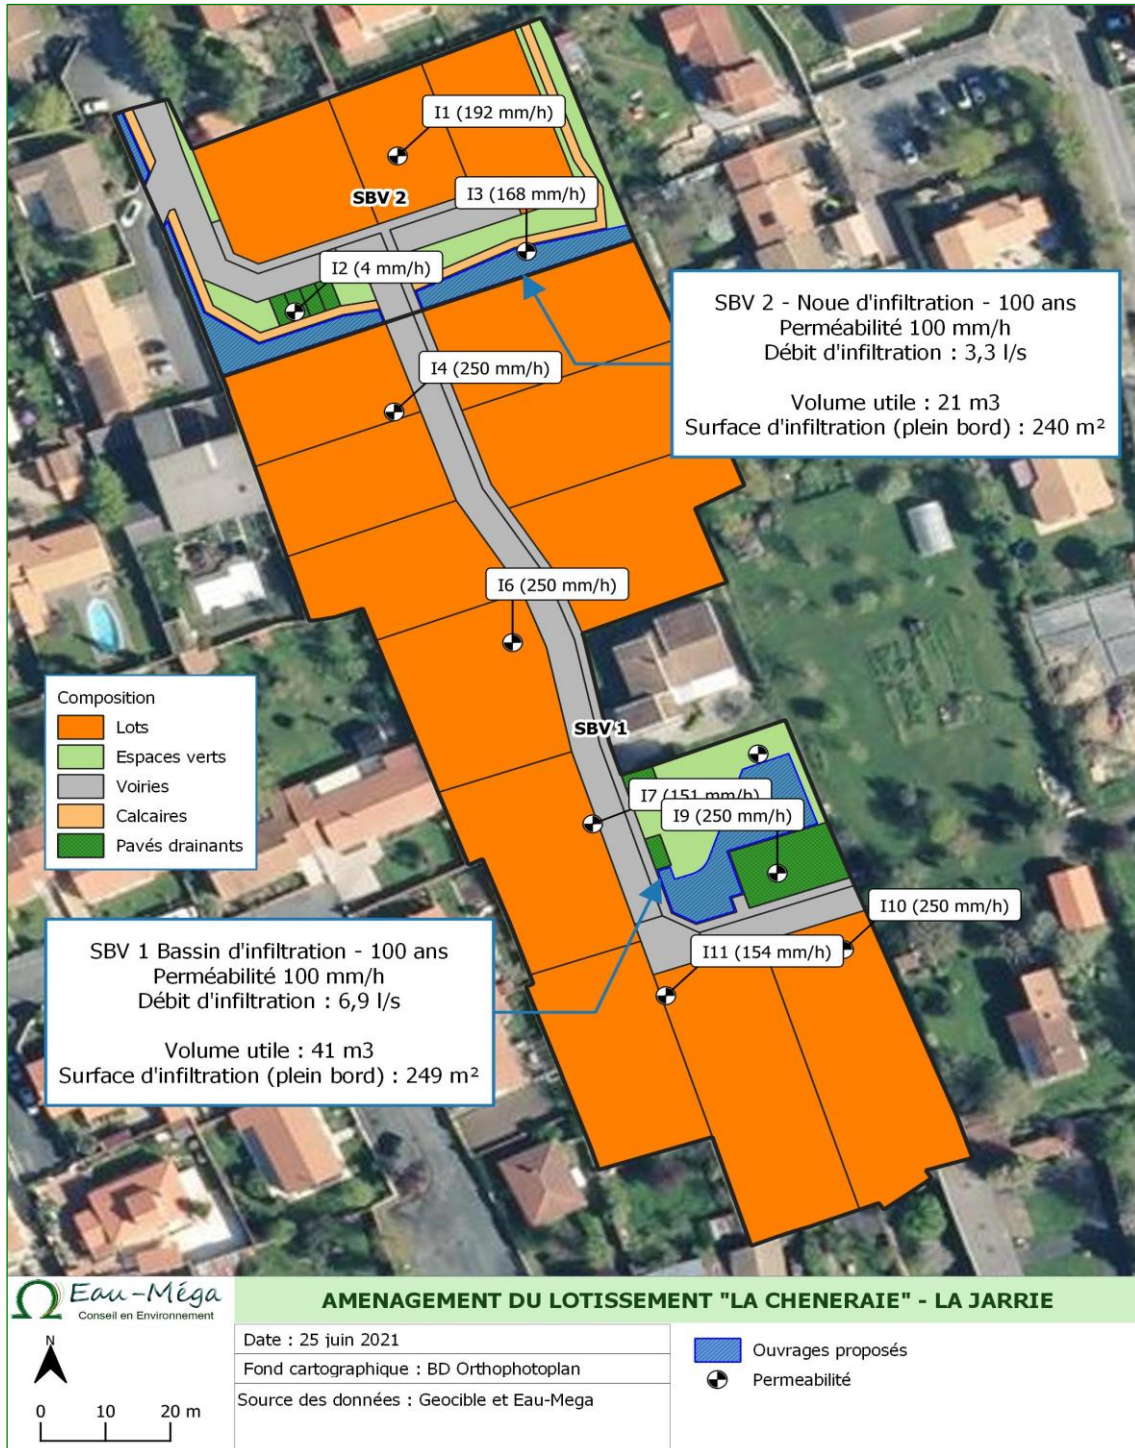 I1 (192 mm/h)
SBV 2
I3 (168 mm/h)
I2 (4 mm/h)
SBV 2 - Noue d'infiltration - 100 ans
Perméabilité 100 mm/h
Débit d'infiltration : 3,3 l/s
Volume utile : 21 m3
Surface d'infiltration (plein bord) : 240 m²
I4 (250 mm/h)
I6 (250 mm/h)
Composition
Lots
Espaces verts
Voiries
Calcaires
Pavés drainants
SBV 1
I7 (151 mm/h)
I9 (250 mm/h)
I10 (250 mm/h)
I11 (154 mm/h)
SBV 1 Bassin d'infiltration - 100 ans
Perméabilité 100 mm/h
Débit d'infiltration : 6,9 l/s
Volume utile : 41 m3
Surface d'infiltration (plein bord) : 249 m²
Eau-Méga
Conseil en Environnement
AMENAGEMENT DU LOTISSEMENT "LA CHENERAIE" - LA JARRIE
N
0 10 20 m
Date : 25 juin 2021
Fond cartographique : BD Orthophotoplan
Source des données : Geocible et Eau-Mega
Ouvrages proposés
Permeabilité